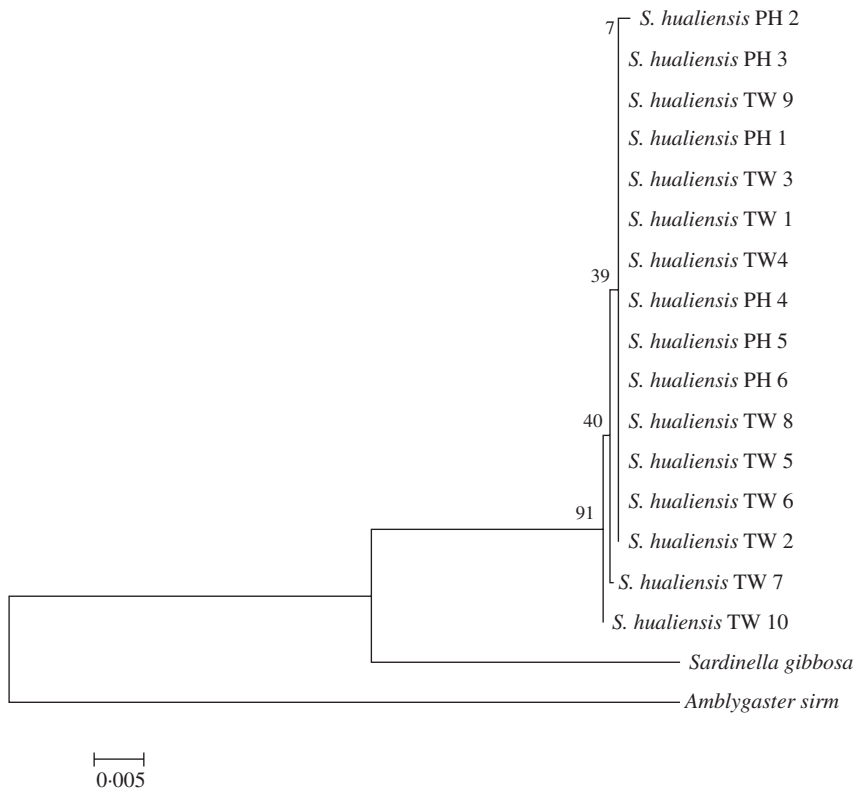 7
S. hualiensis PH 2
S. hualiensis PH 3
S. hualiensis TW 9
S. hualiensis PH 1
S. hualiensis TW 3
S. hualiensis TW 1
S. hualiensis TW4
39
S. hualiensis PH 4
S. hualiensis PH 5
S. hualiensis PH 6
40
S. hualiensis TW 8
S. hualiensis TW 5
S. hualiensis TW 6
91
S. hualiensis TW 2
S. hualiensis TW 7
S. hualiensis TW 10
Sardinella gibbosa
Amblygaster sirm
0·005